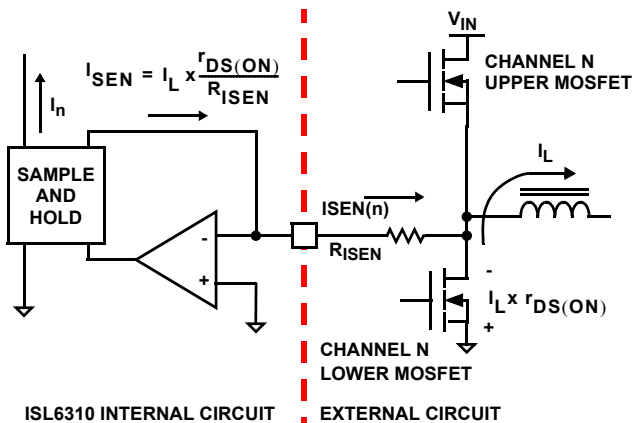 V_IN
CHANNEL N
UPPER MOSFET
I_SEN = I_L x r_DS(ON) / R_ISEN
I_n
SAMPLE
AND
HOLD
-
+
ISEN(n)
R_ISEN
I_L
-
I_L x r_DS(ON)
+
CHANNEL N
LOWER MOSFET
ISL6310 INTERNAL CIRCUIT
EXTERNAL CIRCUIT